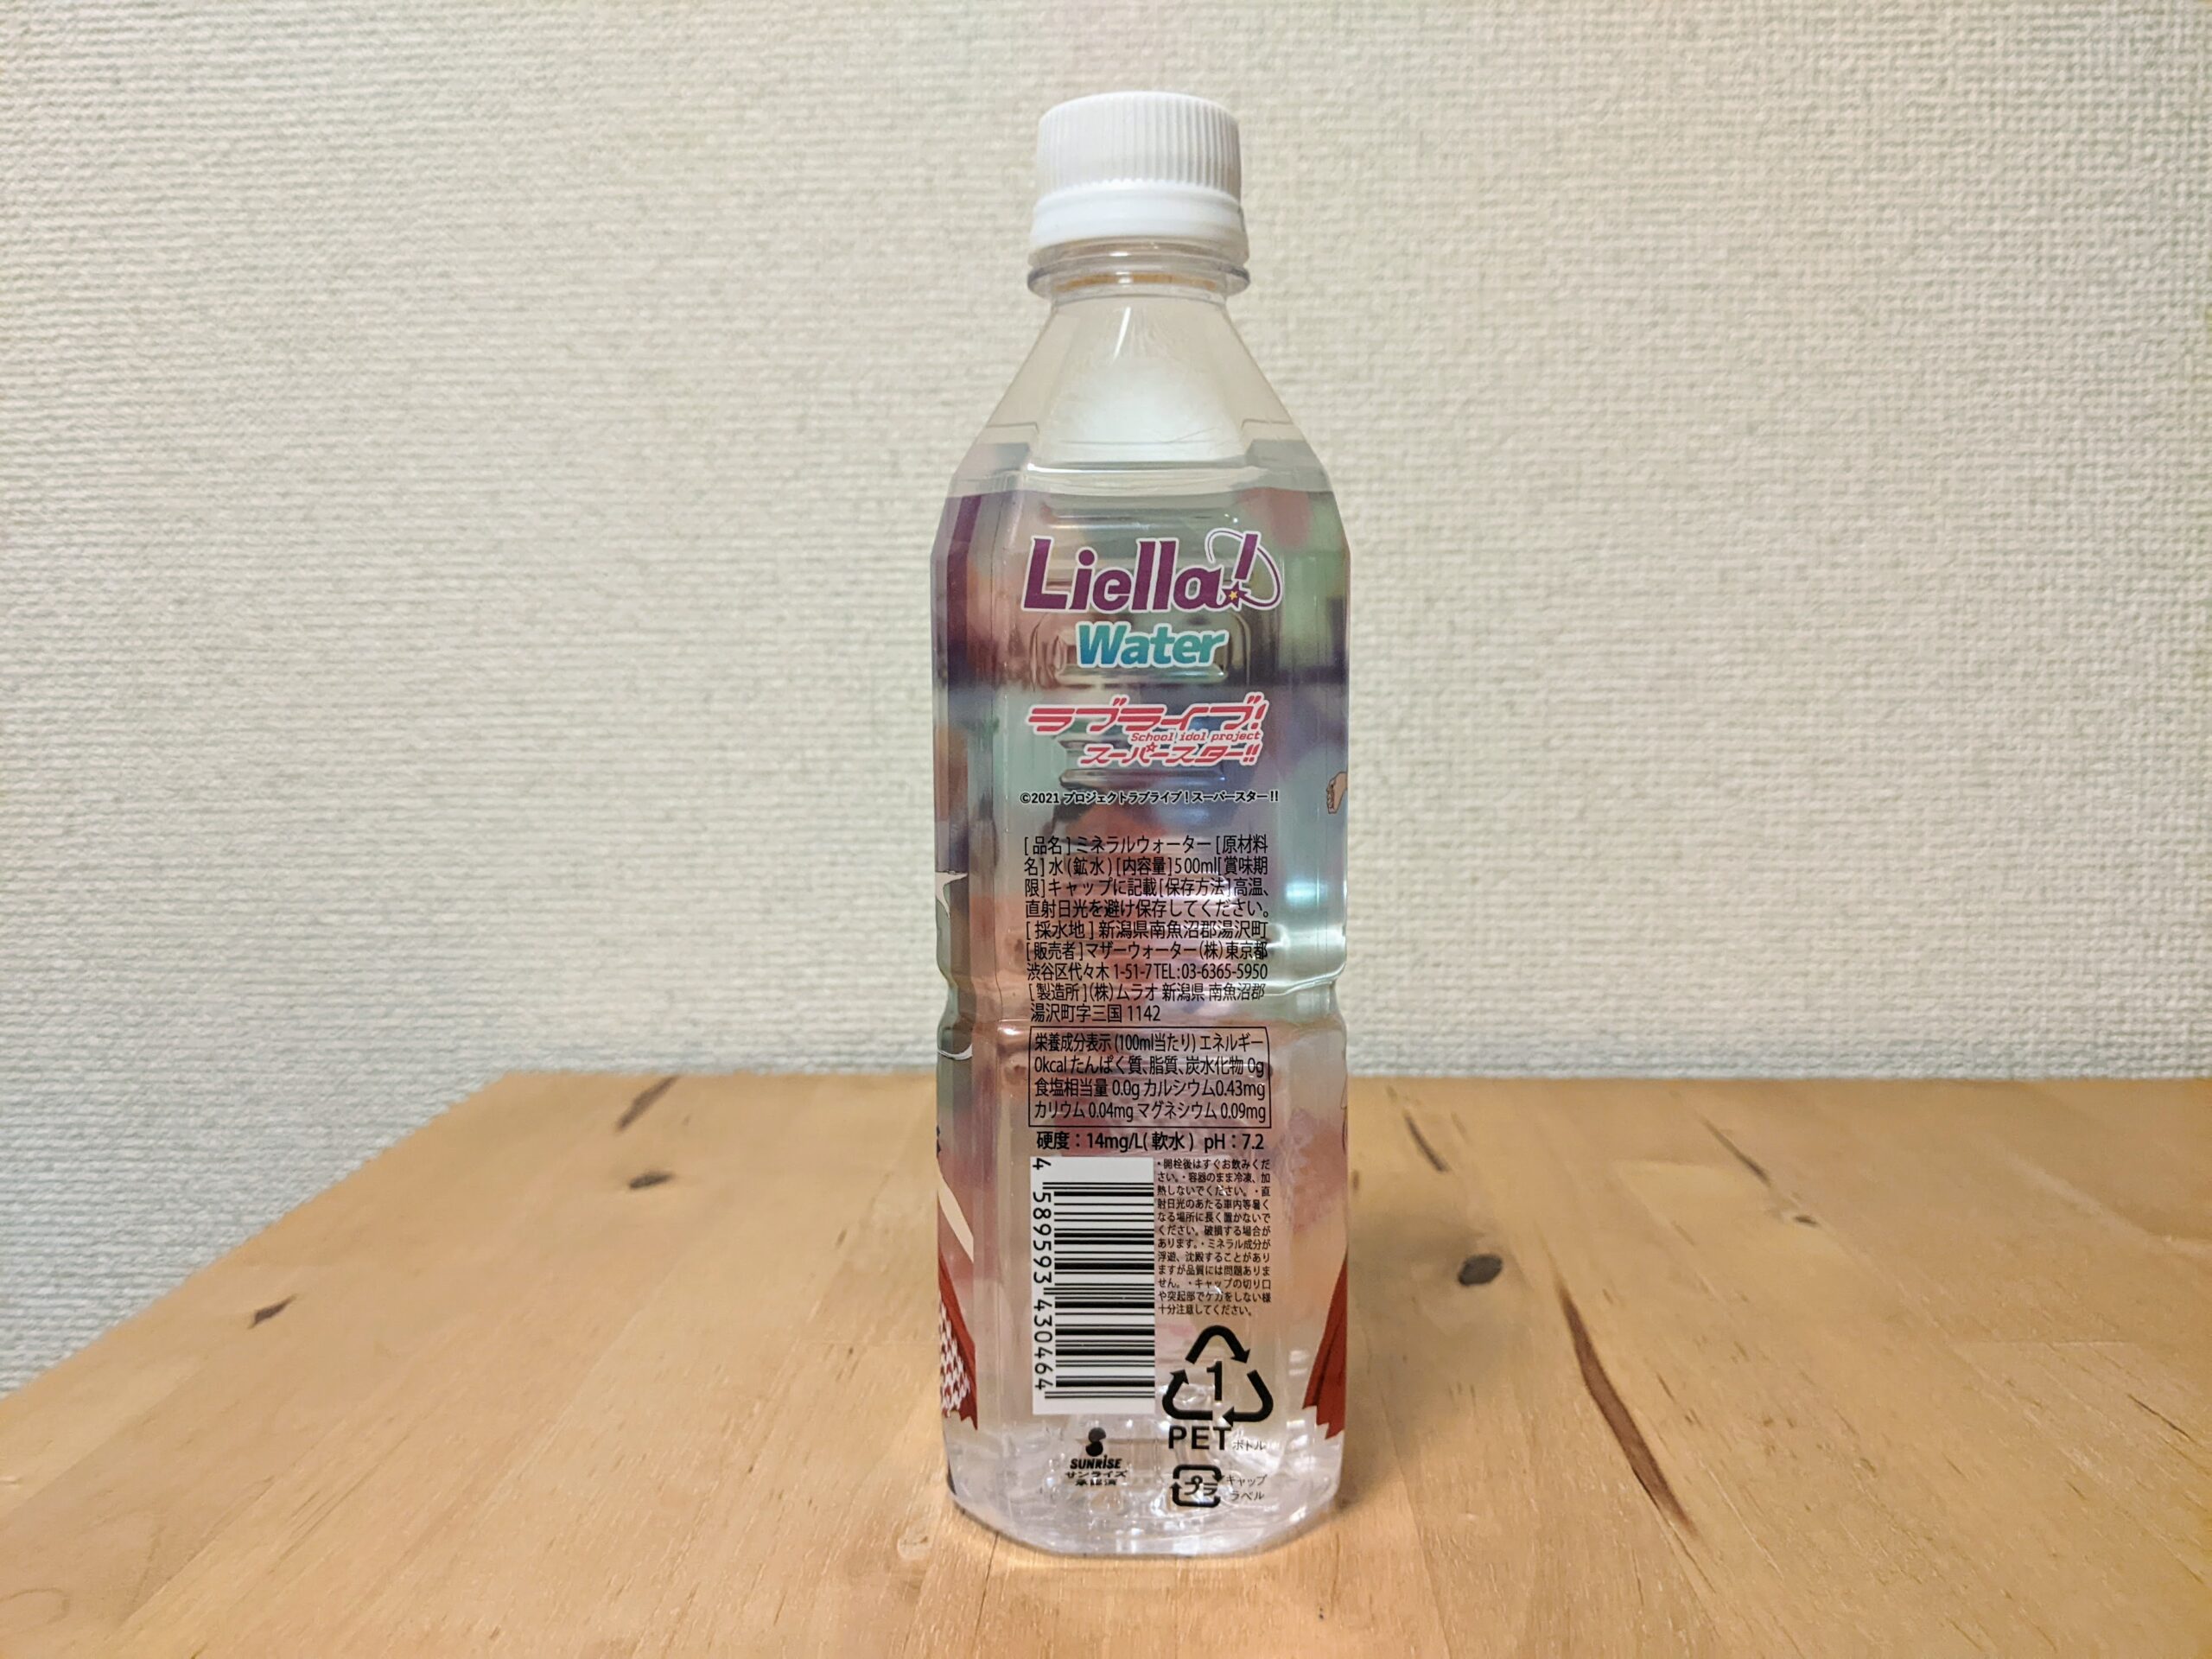 Liella!
Water
ラブライブ!
School idol project
スーパースター!!
©2021 プロジェクトラブライブ!スーパースター!!
[品名]ミネラルウォーター[原材料
名]水(鉱水)[内容量]500ml[賞味期
限]キャップに記載[保存方法]高温、
直射日光を避け保存してください。
[採水地]新潟県南魚沼郡湯沢町
[販売者]マザーウォーター(株)東京都
渋谷区代々木1-51-7 TEL:03-6365-5950
[製造所](株)ムラオ 新潟県南魚沼郡
湯沢町字三国1142
栄養成分表示(100ml当たり)エネルギー
0kcal たんぱく質、脂質、炭水化物 0g
食塩相当量 0.0g カルシウム0.43mg
カリウム 0.04mg マグネシウム 0.09mg
硬度:14mg/L(軟水) pH:7.2
4 589593 430464
・開栓後はすぐお飲みくだ
さい。・容器のまま冷凍、加
熱しないでください。・直
射日光のあたる車内等暑く
なる場所に長く置かないで
ください。破損する場合が
あります。・ミネラル成分が
浮遊、沈殿することがあり
ますが品質には問題ありま
せん。・キャップの切り口
や突起部でケガをしない様
十分注意してください。
1
PET ボトル
SUNRISE
サンライズ
承認済
プラ キャップ
ラベル